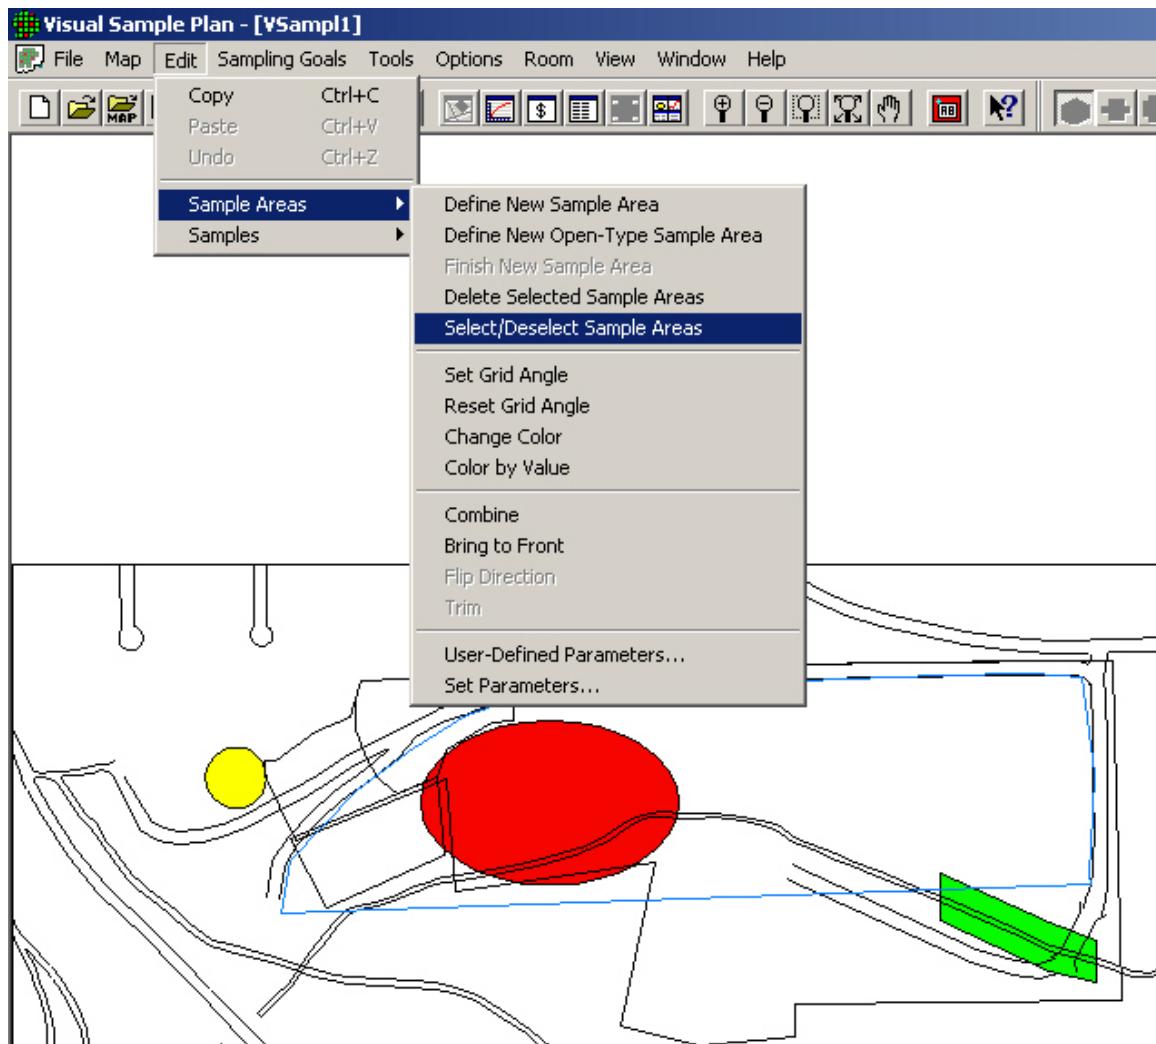 Visual Sample Plan - [VSampl1]
File Map Edit Sampling Goals Tools Options Room View Window Help
MAP $ AB ?
Copy Ctrl+C
Paste Ctrl+V
Undo Ctrl+Z
Sample Areas
Samples
Define New Sample Area
Define New Open-Type Sample Area
Finish New Sample Area
Delete Selected Sample Areas
Select/Deselect Sample Areas
Set Grid Angle
Reset Grid Angle
Change Color
Color by Value
Combine
Bring to Front
Flip Direction
Trim
User-Defined Parameters...
Set Parameters...